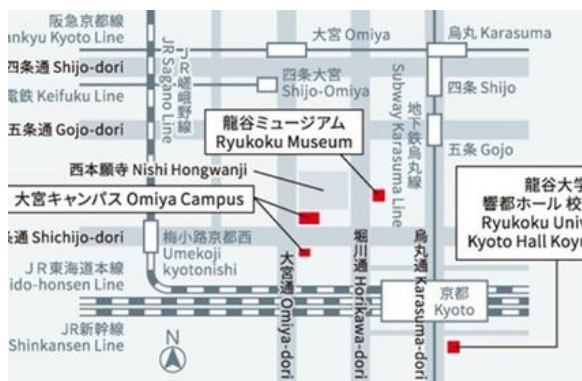 阪急京都線
ankyu Kyoto Line
大宮 Omiya
烏丸 Karasuma
四条通 Shijo-dori
電鉄 Keifuku Line
JR嵯峨野線
JR Sagano Line
四条大宮
Shijo-Omiya
四条 Shijo
五条通 Gojo-dori
龍谷ミュージアム
Ryukoku Museum
地下鉄烏丸線
Subway Karasuma Line
五条 Gojo
西本願寺 Nishi Hongwanji
大宮キャンパス Omiya Campus
龍谷大学
響都ホール 校
Ryukoku Univ
Kyoto Hall Koyu
条通 Shichijo-dori
梅小路京都西
Umekoji
kyotonishi
大宮通 Omiya-dori
堀川通 Horikawa-dori
烏丸通 Karasuma-dori
JR東海道本線
ido-honsen Line
京都
Kyoto
JR新幹線
Shinkansen Line
N